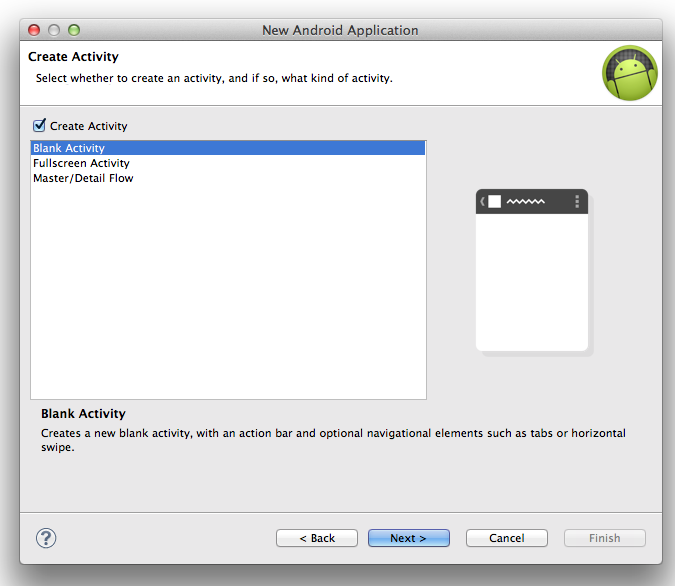 New Android Application
Create Activity
Select whether to create an activity, and if so, what kind of activity.
Create Activity
Blank Activity
Fullscreen Activity
Master/Detail Flow
Blank Activity
Creates a new blank activity, with an action bar and optional navigational elements such as tabs or horizontal
swipe.
?
< Back
Next >
Cancel
Finish